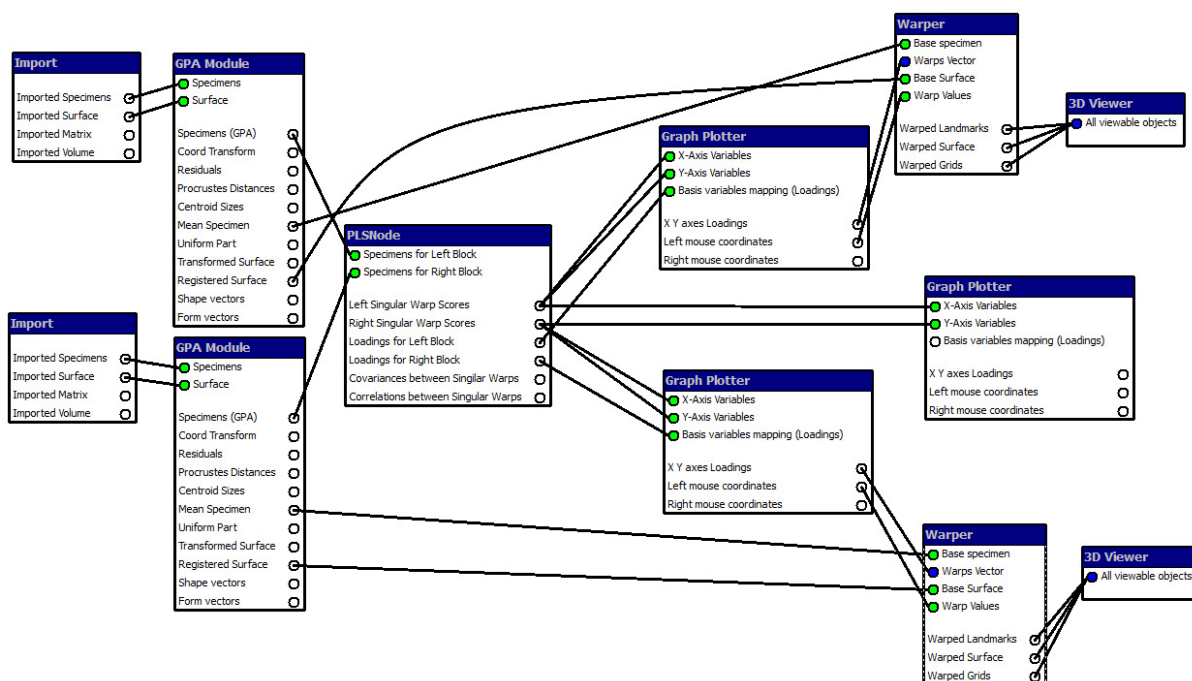 Import
Imported Specimens
Imported Surface
Imported Matrix
Imported Volume
GPA Module
Specimens
Surface
Specimens (GPA)
Coord Transform
Residuals
Procrustes Distances
Centroid Sizes
Mean Specimen
Uniform Part
Transformed Surface
Registered Surface
Shape vectors
Form vectors
Import
Imported Specimens
Imported Surface
Imported Matrix
Imported Volume
GPA Module
Specimens
Surface
Specimens (GPA)
Coord Transform
Residuals
Procrustes Distances
Centroid Sizes
Mean Specimen
Uniform Part
Transformed Surface
Registered Surface
Shape vectors
Form vectors
PLSNode
Specimens for Left Block
Specimens for Right Block
Left Singular Warp Scores
Right Singular Warp Scores
Loadings for Left Block
Loadings for Right Block
Covariances between Singilar Warps
Correlations between Singular Warps
Graph Plotter
X-Axis Variables
Y-Axis Variables
Basis variables mapping (Loadings)
X Y axes Loadings
Left mouse coordinates
Right mouse coordinates
Warper
Base specimen
Warps Vector
Base Surface
Warp Values
Warped Landmarks
Warped Surface
Warped Grids
3D Viewer
All viewable objects
Graph Plotter
X-Axis Variables
Y-Axis Variables
Basis variables mapping (Loadings)
X Y axes Loadings
Left mouse coordinates
Right mouse coordinates
Graph Plotter
X-Axis Variables
Y-Axis Variables
Basis variables mapping (Loadings)
X Y axes Loadings
Left mouse coordinates
Right mouse coordinates
Warper
Base specimen
Warps Vector
Base Surface
Warp Values
Warped Landmarks
Warped Surface
Warped Grids
3D Viewer
All viewable objects